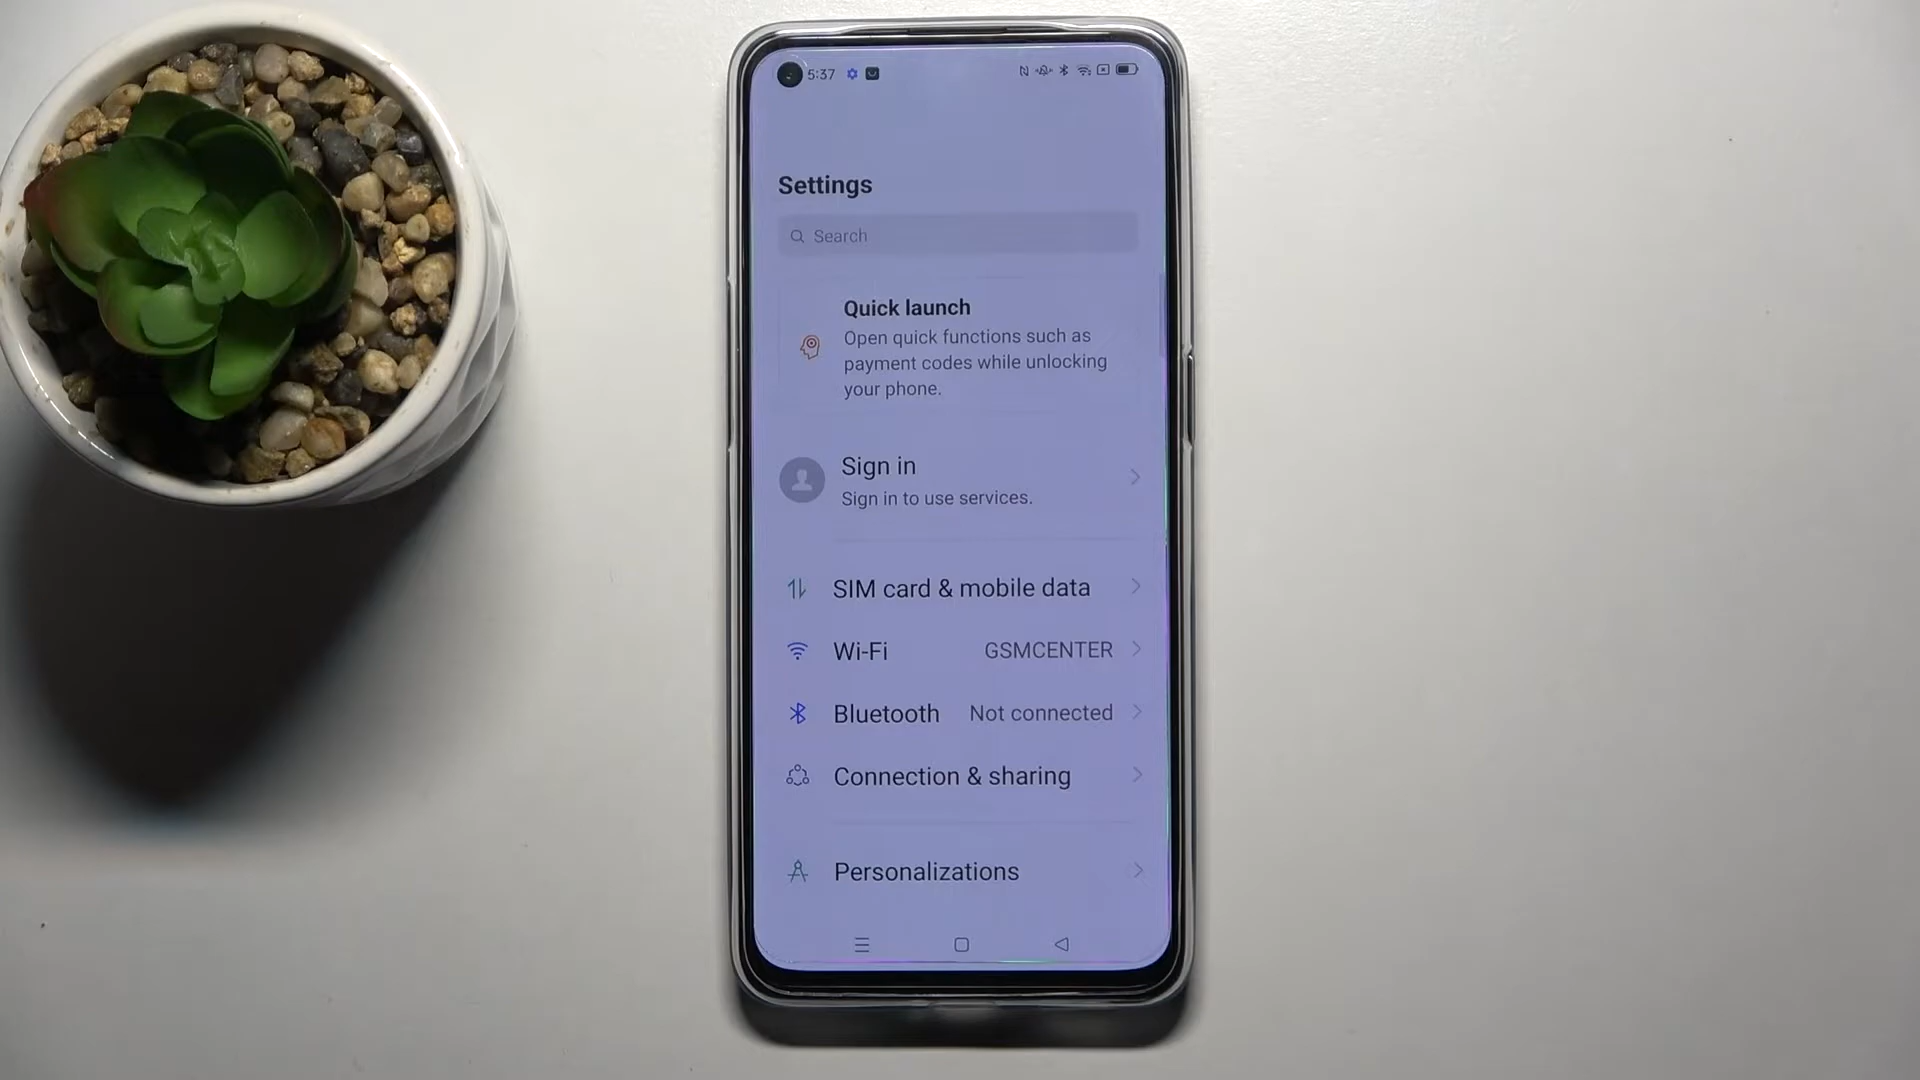 5:37
Settings
Search
Quick launch
Open quick functions such as
payment codes while unlocking
your phone.
Sign in
Sign in to use services.
SIM card & mobile data
Wi-Fi GSMCENTER
Bluetooth Not connected
Connection & sharing
Personalizations